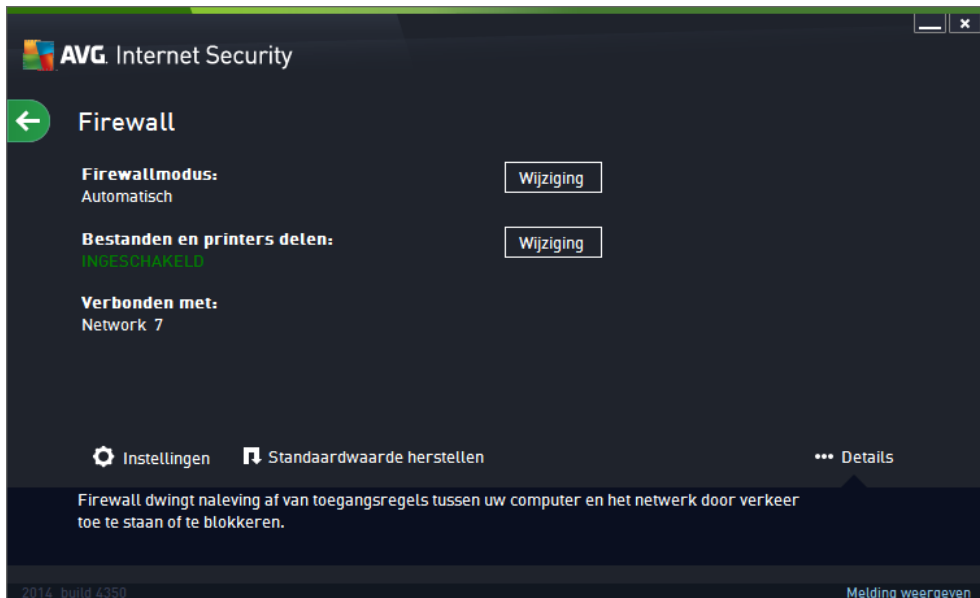 AVG. Internet Security
Firewall
Firewallmodus:
Automatisch
Wijziging
Bestanden en printers delen:
INGESCHAKELD
Wijziging
Verbonden met:
Network 7
Instellingen
Standaardwaarde herstellen
••• Details
Firewall dwingt naleving af van toegangsregels tussen uw computer en het netwerk door verkeer
toe te staan of te blokkeren.
2014 build 4350
Melding weergeven